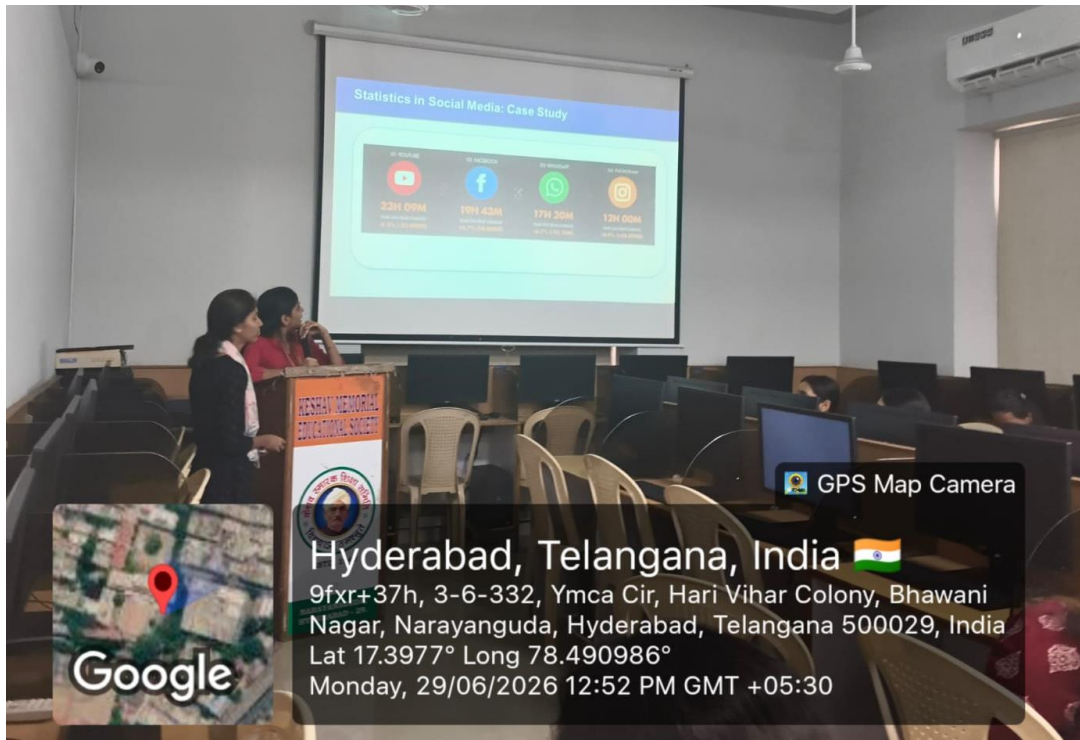 Statistics in Social Media: Case Study
23H 09M
19H 43M
17H 20M
12H 00M
KESHAV MEMORIAL
EDUCATIONAL SOCIETY
GPS Map Camera
Hyderabad, Telangana, India
9fxr+37h, 3-6-332, Ymca Cir, Hari Vihar Colony, Bhawani
Nagar, Narayanguda, Hyderabad, Telangana 500029, India
Lat 17.3977° Long 78.490986°
Monday, 29/06/2026 12:52 PM GMT +05:30
Google